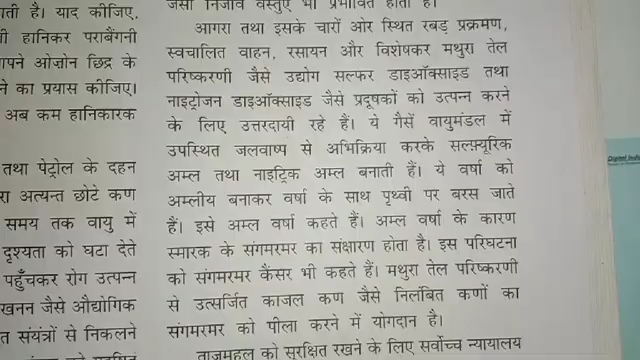 ाती है। याद कीजिए,
ी हानिकर पराबैंगनी
ापने ओज़ोन छिद्र के
ने का प्रयास कीजिए।
अब कम हानिकारक
तथा पेट्रोल के दहन
रा अत्यन्त छोटे कण
समय तक वायु में
दृश्यता को घटा देते
पहुँचकर रोग उत्पन्न
खनन जैसे औद्योगिक
त संयंत्रों से निकलने
जैसी निर्जीव वस्तुएँ भी प्रभावित होती हैं।
आगरा तथा इसके चारों ओर स्थित रबड़ प्रक्रमण,
स्वचालित वाहन, रसायन और विशेषकर मथुरा तेल
परिष्करणी जैसे उद्योग सल्फर डाइऑक्साइड तथा
नाइट्रोजन डाइऑक्साइड जैसे प्रदूषकों को उत्पन्न करने
के लिए उत्तरदायी रहे हैं। ये गैसें वायुमंडल में
उपस्थित जलवाष्प से अभिक्रिया करके सल्फ़्यूरिक
अम्ल तथा नाइट्रिक अम्ल बनाती हैं। ये वर्षा को
अम्लीय बनाकर वर्षा के साथ पृथ्वी पर बरस जाते
हैं। इसे अम्ल वर्षा कहते हैं। अम्ल वर्षा के कारण
स्मारक के संगमरमर का संक्षारण होता है। इस परिघटना
को संगमरमर कैंसर भी कहते हैं। मथुरा तेल परिष्करणी
से उत्सर्जित काजल कण जैसे निलंबित कणों का
संगमरमर को पीला करने में योगदान है।
ताजमहल को सुरक्षित रखने के लिए सर्वोच्च न्यायालय
Digital Indi